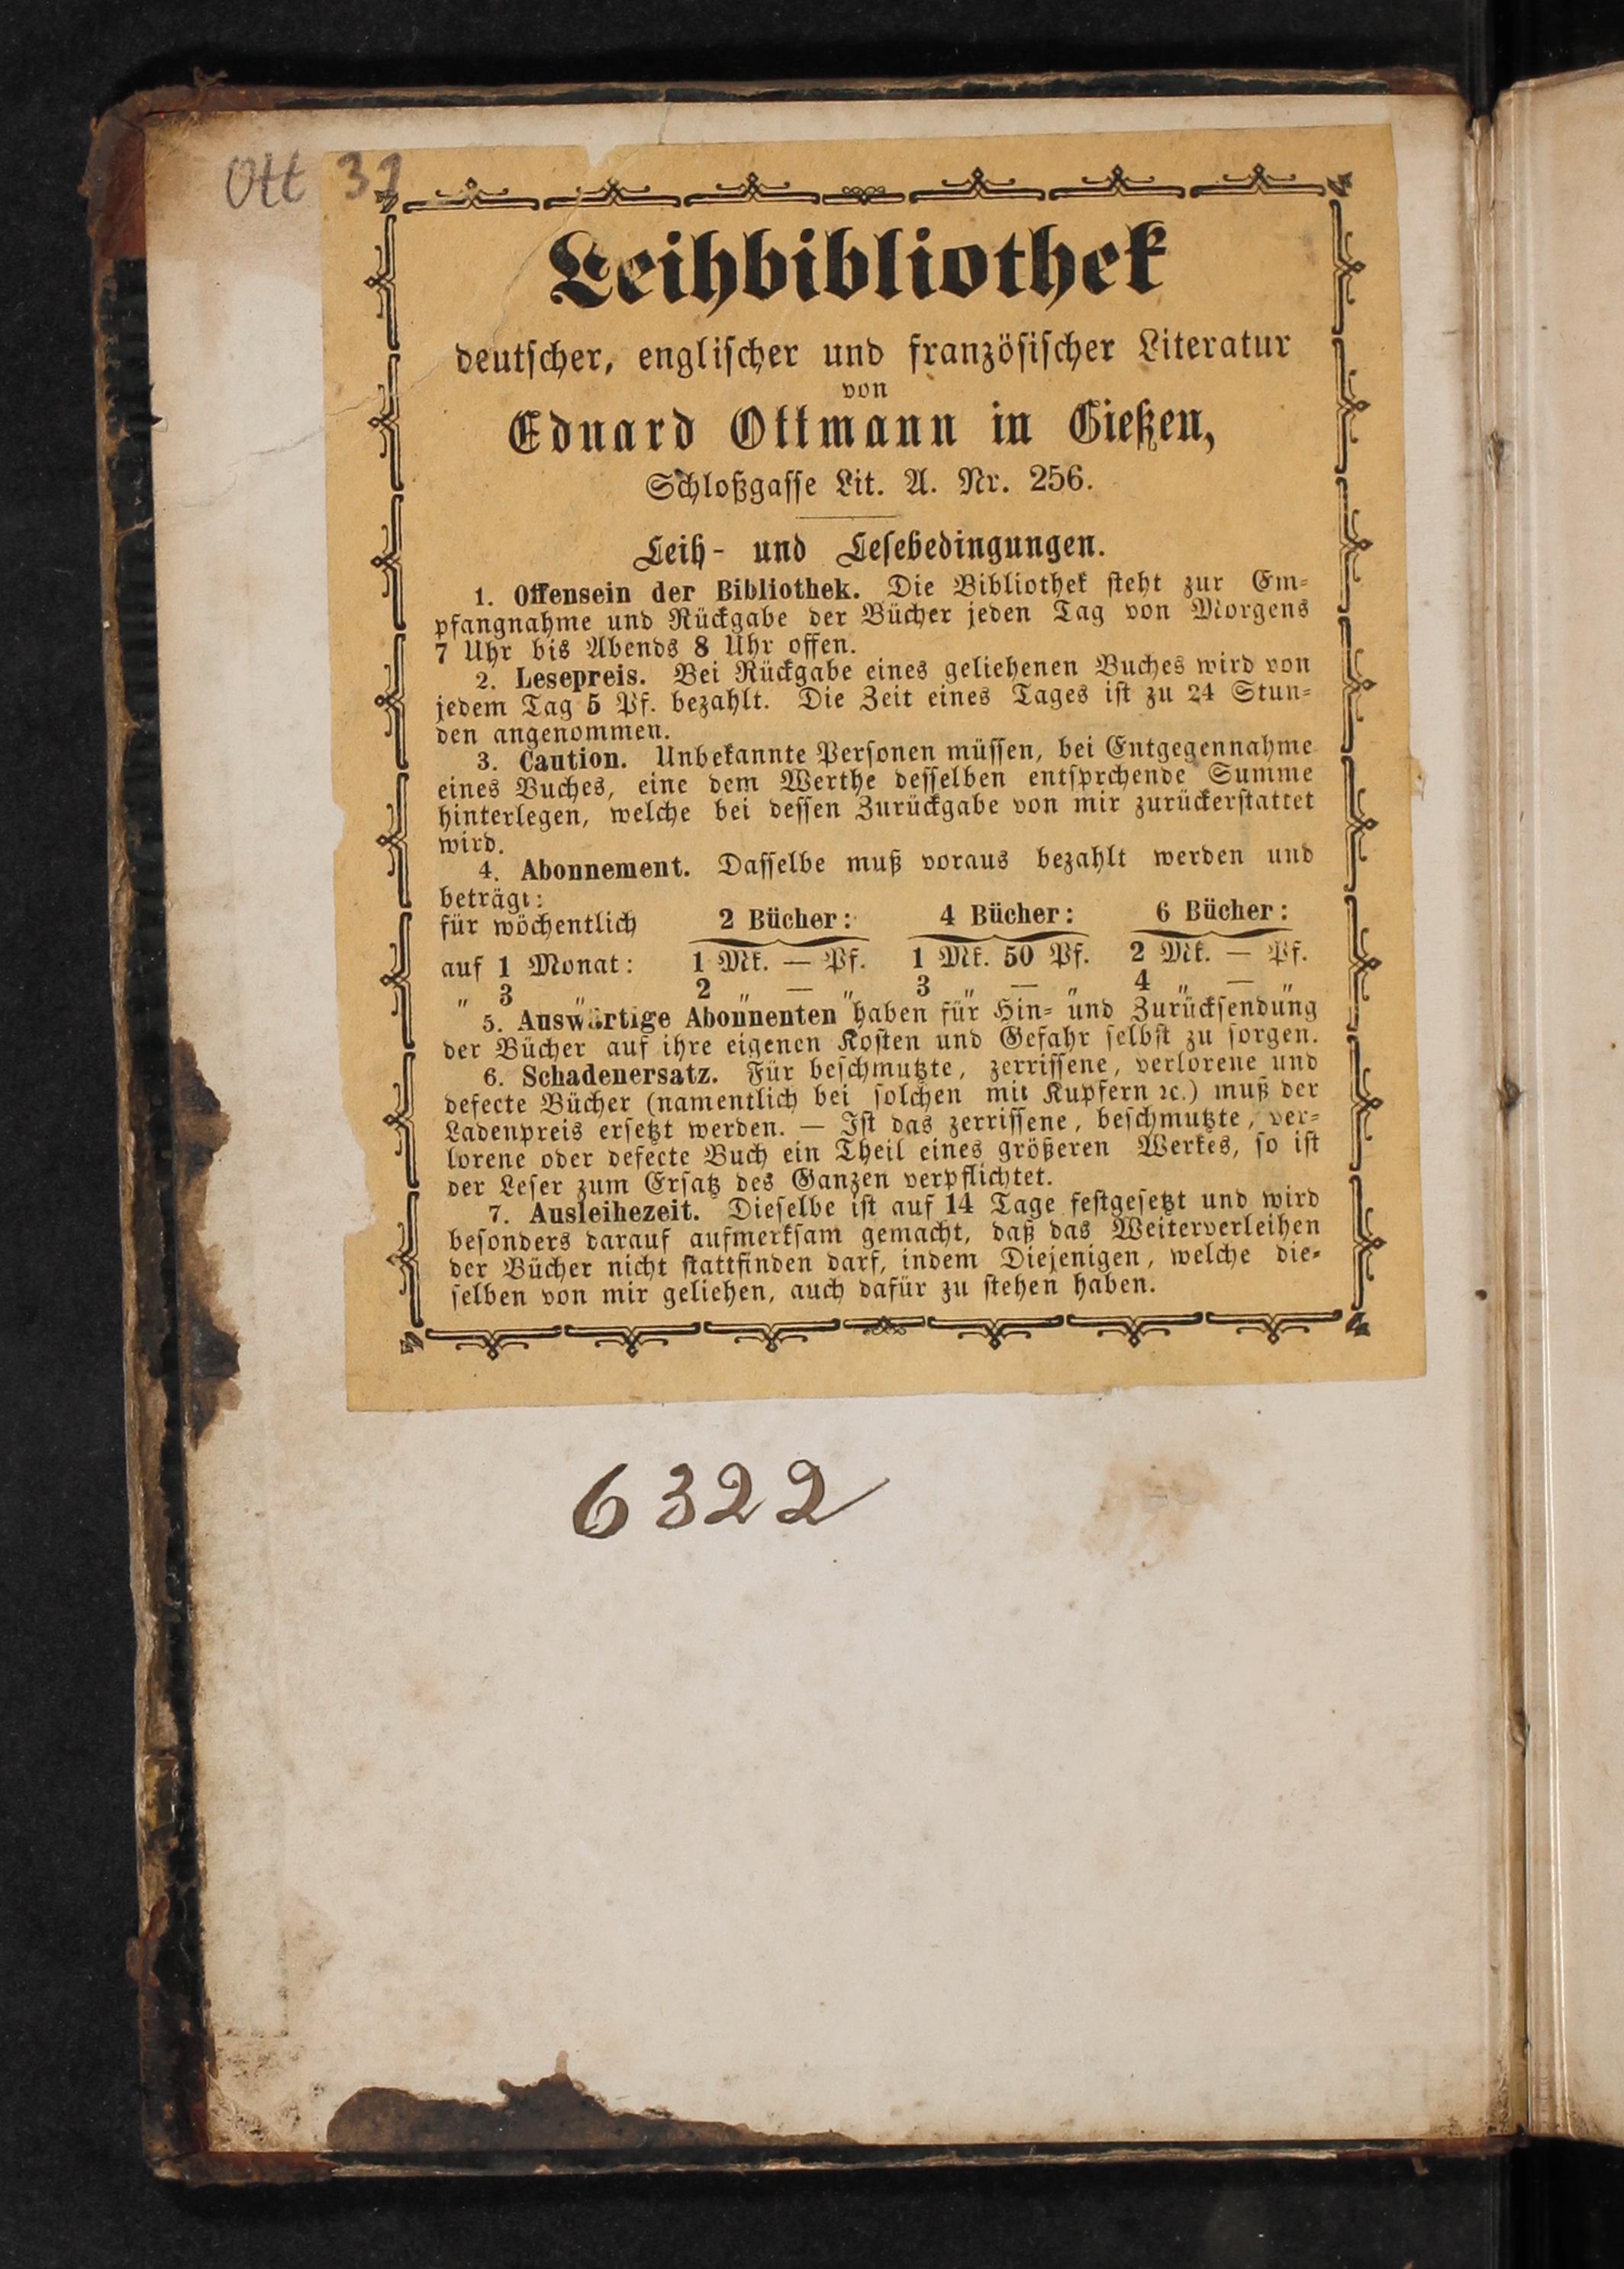 Ott 32
Leihbibliothek
deutscher, englischer und französischer Literatur
von
Eduard Ottmann in Gießen,
Schloßgasse Lit. A. Nr. 256.
Leih- und Lesebedingungen.
1. Offensein der Bibliothek. Die Bibliothek steht zur Em-
pfangnahme und Rückgabe der Bücher jeden Tag von Morgens
7 Uhr bis Abends 8 Uhr offen.
2. Lesepreis. Bei Rückgabe eines geliehenen Buches wird von
jedem Tag 5 Pf. bezahlt. Die Zeit eines Tages ist zu 24 Stun-
den angenommen.
3. Caution. Unbekannte Personen müssen, bei Entgegennahme
eines Buches, eine dem Werthe desselben entsprchende Summe
hinterlegen, welche bei dessen Zurückgabe von mir zurückerstattet
wird.
4. Abonnement. Dasselbe muß voraus bezahlt werden und
beträgt:
für wöchentlich 2 Bücher: 4 Bücher: 6 Bücher:
auf 1 Monat: 1 Mk. — Pf. 1 Mk. 50 Pf. 2 Mk. — Pf.
„ 3 „ 2 „ — „ 3 „ — „ 4 „ — „
5. Auswärtige Abonnenten haben für Hin- und Zurücksendung
der Bücher auf ihre eigenen Kosten und Gefahr selbst zu sorgen.
6. Schadenersatz. Für beschmutzte, zerrissene, verlorene und
defecte Bücher (namentlich bei solchen mit Kupfern ꝛc.) muß der
Ladenpreis ersetzt werden. — Ist das zerrissene, beschmutzte, ver-
lorene oder defecte Buch ein Theil eines größeren Werkes, so ist
der Leser zum Ersatz des Ganzen verpflichtet.
7. Ausleihezeit. Dieselbe ist auf 14 Tage festgesetzt und wird
besonders darauf aufmerksam gemacht, daß das Weiterverleihen
der Bücher nicht stattfinden darf, indem Diejenigen, welche die-
selben von mir geliehen, auch dafür zu stehen haben.
6322